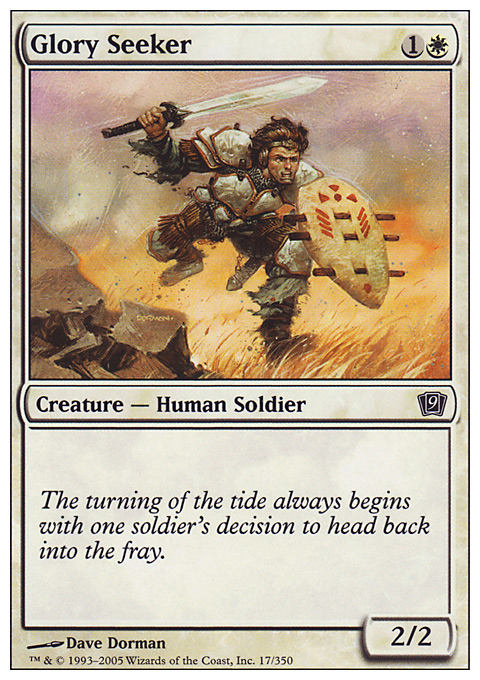 Glory Seeker 1
Creature — Human Soldier 9
The turning of the tide always begins
with one soldier's decision to head back
into the fray.
Dave Dorman
2/2
™ & © 1993–2005 Wizards of the Coast, Inc. 17/350